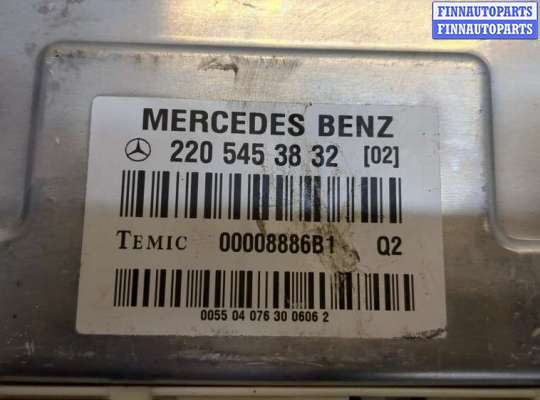 FINNAUTOPARTS
FINNAUTOPARTS
MERCEDES BENZ
220 545 38 32 [02]
TEMIC 00008886B1 Q2
0055 04 076 30 0606 2